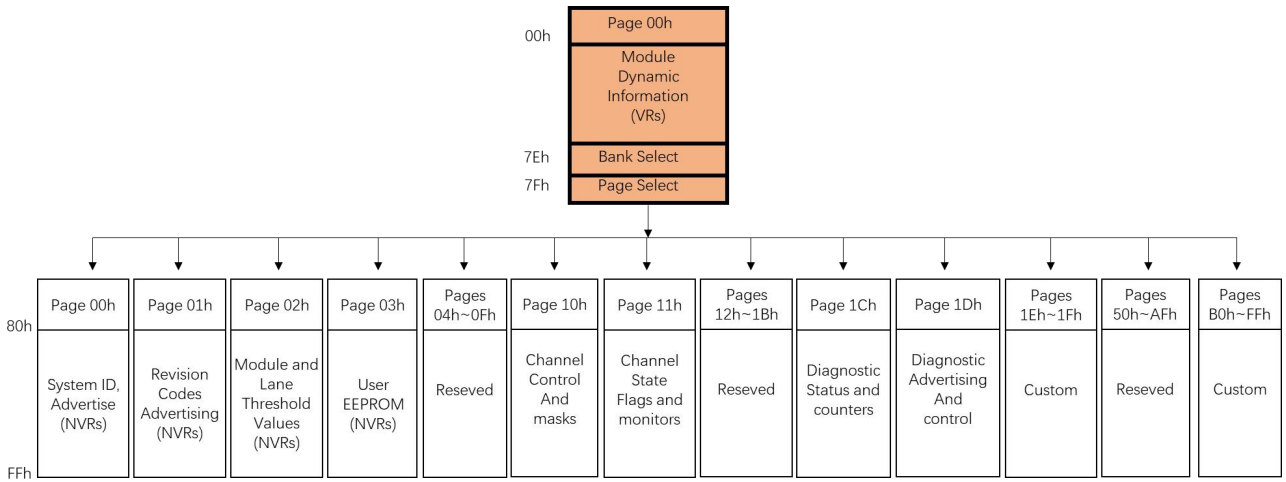 Page 00h
00h
Module
Dynamic
Information
(VRs)
7Eh
Bank Select
7Fh
Page Select
Page 00h
Page 01h
Page 02h
Page 03h
Pages
04h~0Fh
Page 10h
Page 11h
Pages
12h~1Bh
Page 1Ch
Page 1Dh
Pages
1Eh~1Fh
Pages
50h~AFh
Pages
B0h~FFh
80h
System ID,
Advertise
(NVRs)
Revision
Codes
Advertising
(NVRs)
Module and
Lane
Threshold
Values
(NVRs)
User
EEPROM
(NVRs)
Reseved
Channel
Control
And
masks
Channel
State
Flags and
monitors
Reseved
Diagnostic
Status and
counters
Diagnostic
Advertising
And
control
Custom
Reseved
Custom
FFh